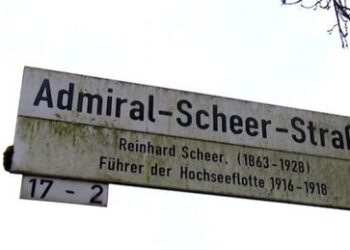 Admiral-Scheer-Straß
Reinhard Scheer. (1863-1928)
Führer der Hochseeflotte 1916-1918
17 - 2